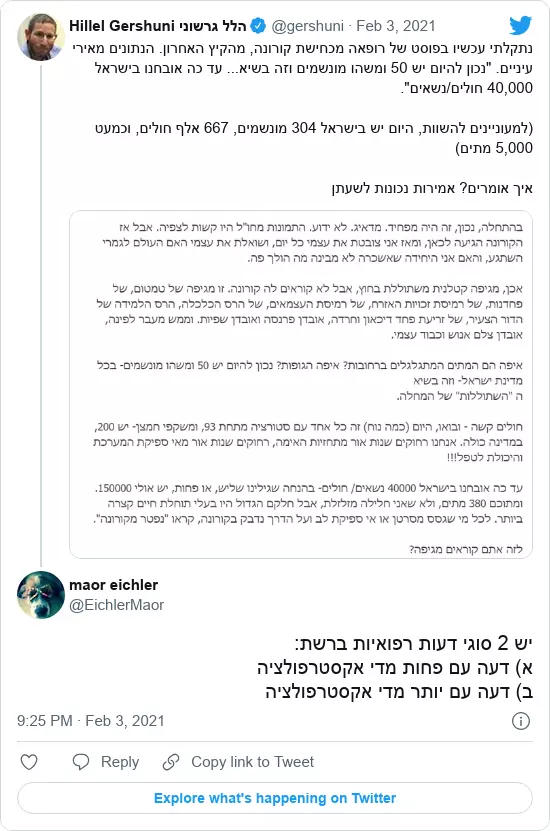 Hillel Gershuni הלל גרשוני
@gershuni · Feb 3, 2021
נתקלתי עכשיו בפוסט של רופאה מכחישת קורונה, מהקיץ האחרון. הנתונים מאירי
עיניים. "נכון להיום יש 50 ומשהו מונשמים וזה בשיא... עד כה אובחנו בישראל
40,000 חולים/נשאים".
(למעוניינים להשוות, היום יש בישראל 304 מונשמים, 667 אלף חולים, וכמעט
5,000 מתים)
איך אומרים? אמירות נכונות לשעתן
בהתחלה, נכון, זה היה מפחיד. מדאיג. לא ידוע. התמונות מחו"ל היו קשות לצפיה. אבל אז
הקורונה הגיעה לכאן, ומאז אני צובטת את עצמי כל יום, ושואלת את עצמי האם העולם לגמרי
השתגע, והאם אני היחידה שאשכרה לא מבינה מה הולך פה.
אכן, מגיפה קטלנית משתוללת בחוץ, אבל לא קוראים לה קורונה. זו מגיפה של טמטום, של
פחדנות, של רמיסת זכויות האזרח, של רמיסת העצמאים, של הרס הכלכלה, הרס הלמידה של
הדור הצעיר, של זריעת פחד דיכאון וחרדה, אובדן פרנסה ואובדן שפיות. וממש מעבר לפינה,
אובדן צלם אנוש וכבוד עצמי.
איפה הם המתים המתגלגלים ברחובות? איפה הגופות? נכון להיום יש 50 ומשהו מונשמים- בכל
מדינת ישראל- וזה בשיא
ה "השתוללות" של המחלה.
חולים קשה - ובואו, היום (כמה נוח) זה כל אחד עם סטורציה מתחת 93, ומשקפי חמצן- יש 200,
במדינה כולה. אנחנו רחוקים שנות אור מתחזיות האימה, רחוקים שנות אור מאי ספיקת המערכת
והיכולת לטפל!!!
עד כה אובחנו בישראל 40000 נשאים/ חולים- בהנחה שגילינו שליש, או פחות, יש אולי 150000.
ומתוכם 380 מתים, ולא שאני חלילה מזלזלת, אבל חלקם הגדול היו בעלי תוחלת חיים קצרה
ביותר. לכל מי שגסס מסרטן או אי ספיקת לב ועל הדרך נדבק בקורונה, קראו "נפטר מקורונה".
לזה אתם קוראים מגיפה?
maor eichler
@EichlerMaor
יש 2 סוגי דעות רפואיות ברשת:
א) דעה עם פחות מדי אקסטרפולציה
ב) דעה עם יותר מדי אקסטרפולציה
9:25 PM · Feb 3, 2021
Reply Copy link to Tweet
Explore what's happening on Twitter